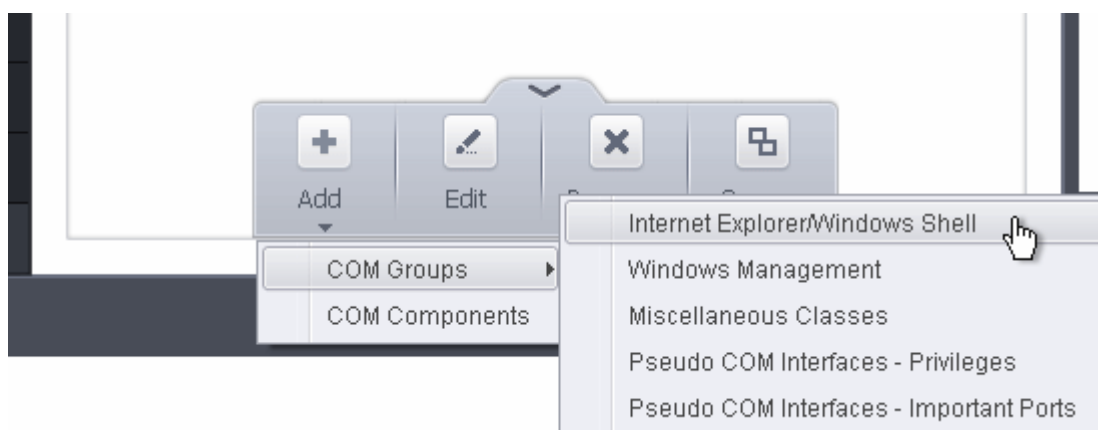 Add
Edit
Internet Explorer/Windows Shell
COM Groups
Windows Management
COM Components
Miscellaneous Classes
Pseudo COM Interfaces - Privileges
Pseudo COM Interfaces - Important Ports